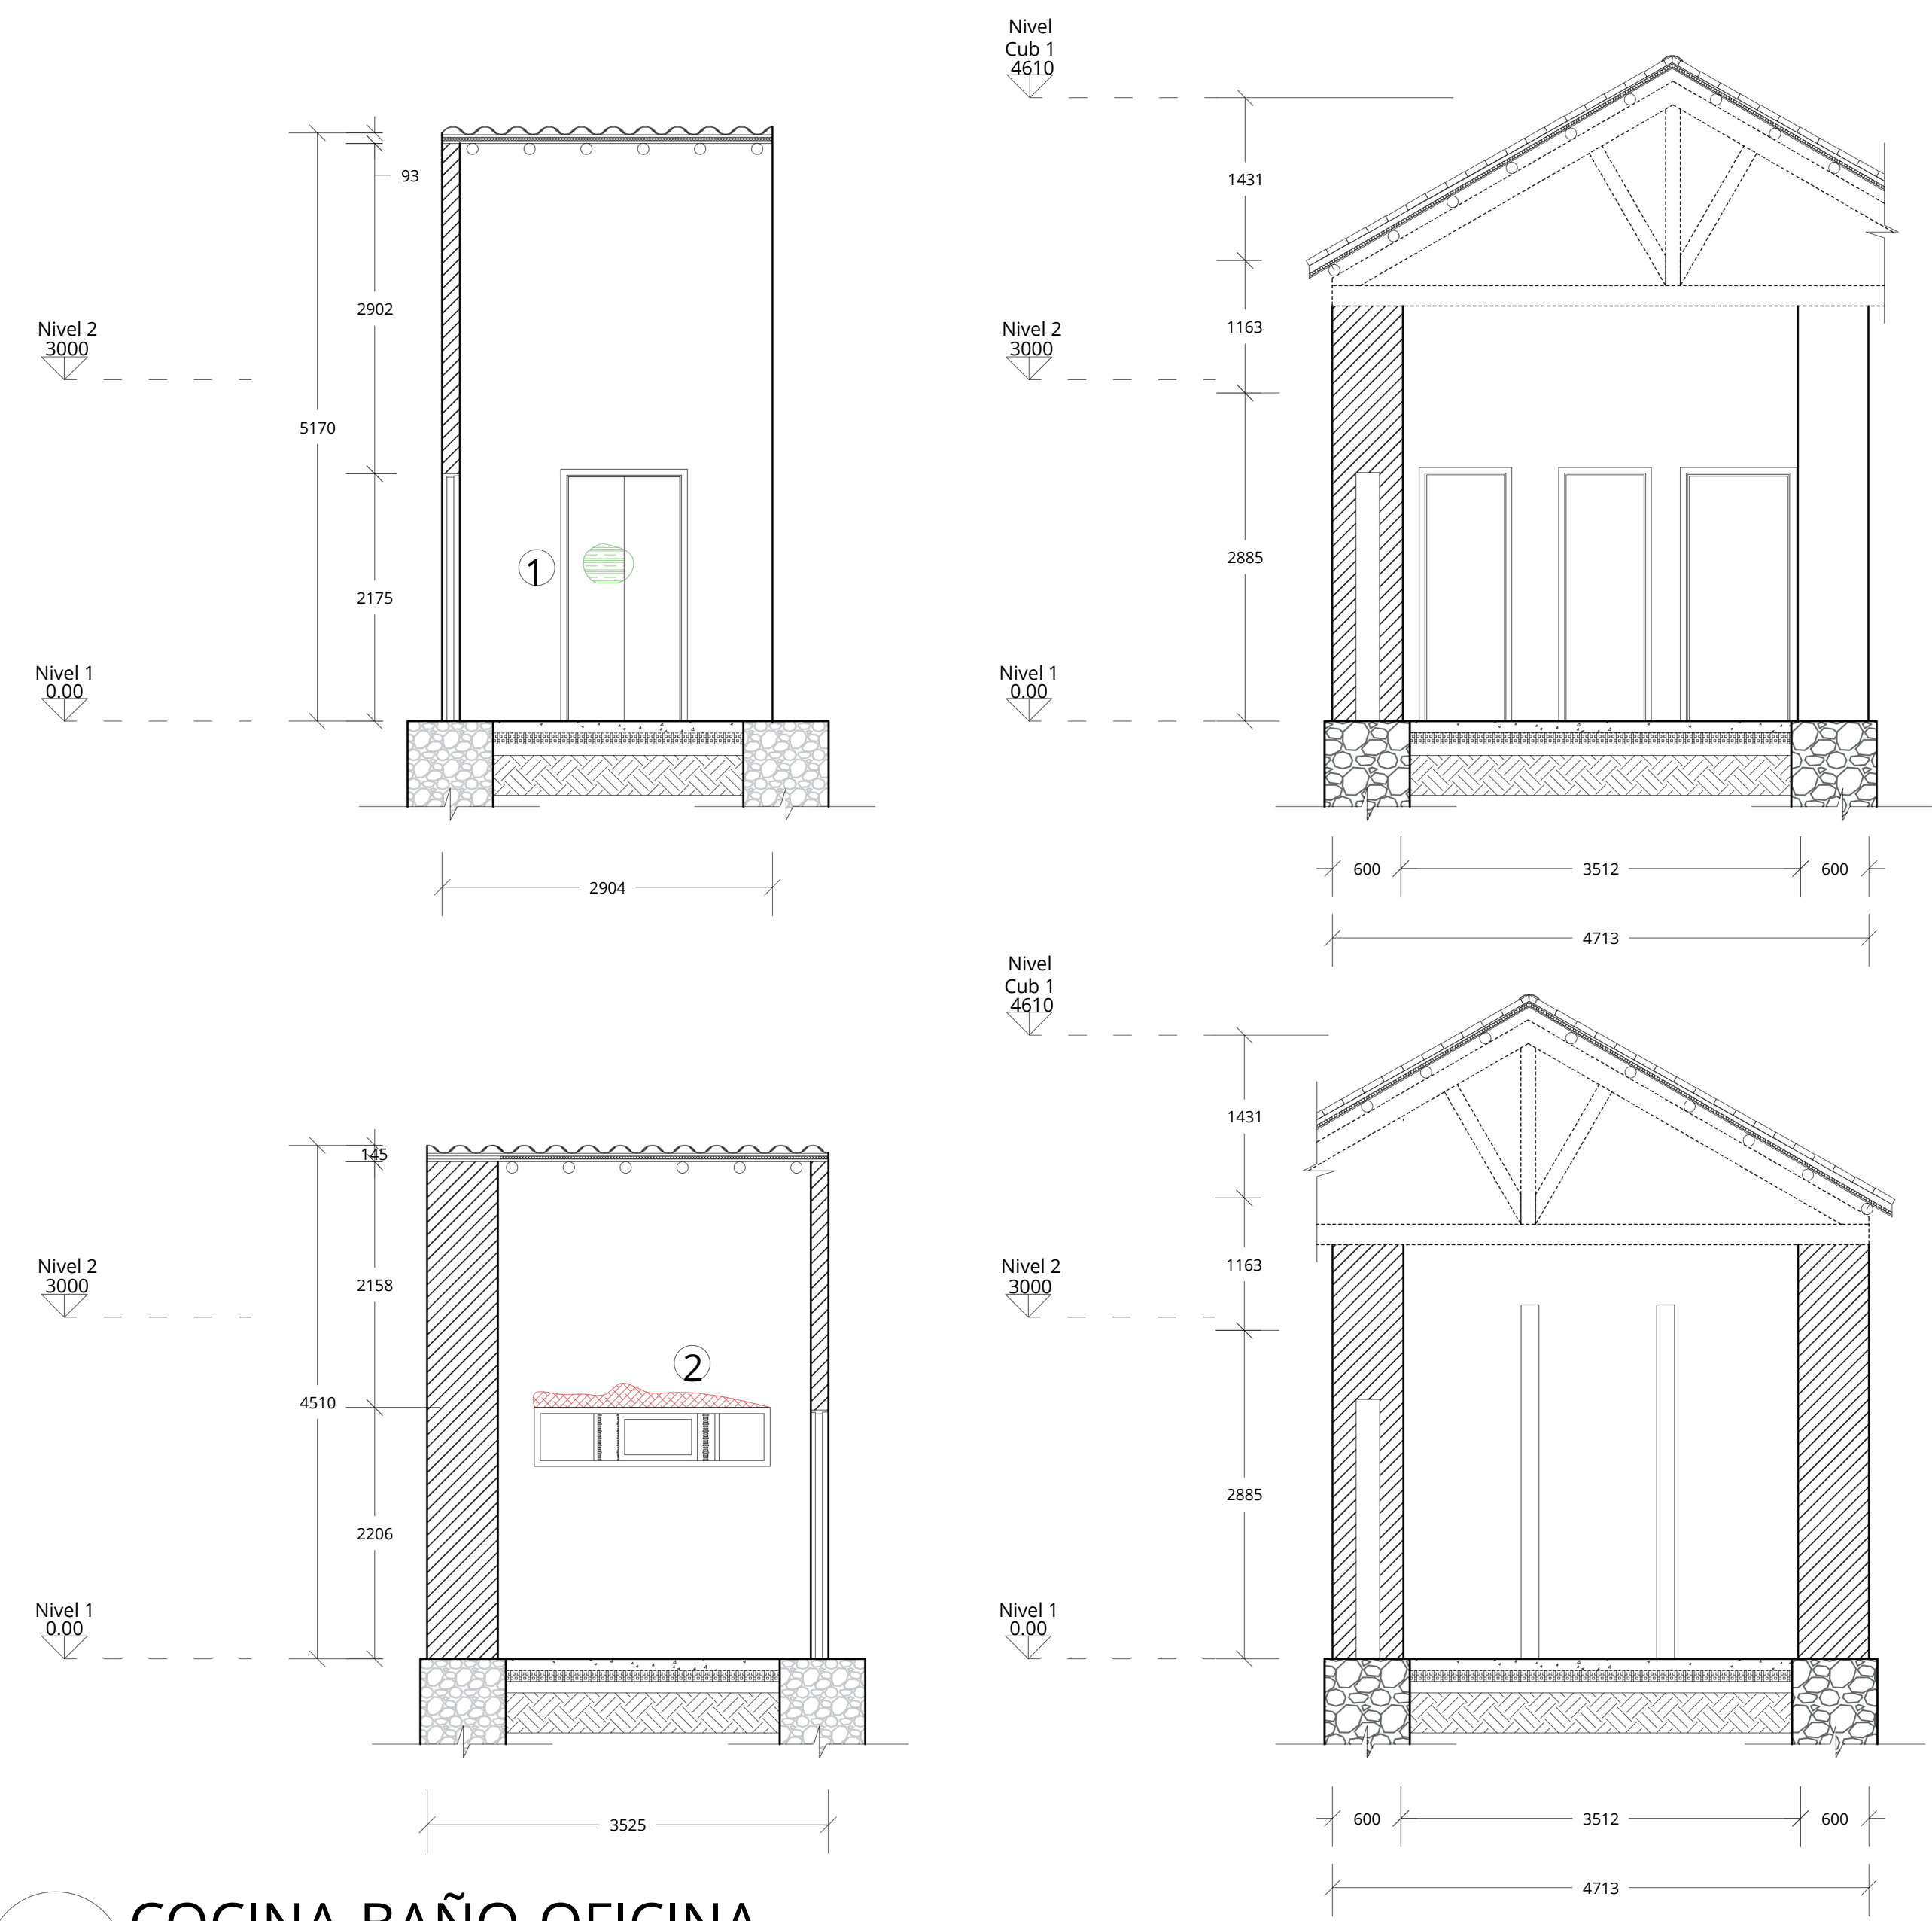 93
2902
Nivel 2
3000
5170
2175
1
Nivel 1
0.00
2904
Nivel
Cub 1
4610
1431
Nivel 2
3000
1163
2885
Nivel 1
0.00
600
3512
600
4713
145
Nivel 2
3000
2158
2
4510
2206
Nivel 1
0.00
3525
Nivel
Cub 1
4610
1431
Nivel 2
3000
1163
2885
Nivel 1
0.00
600
3512
600
4713
COCINA BAÑO OFICINA